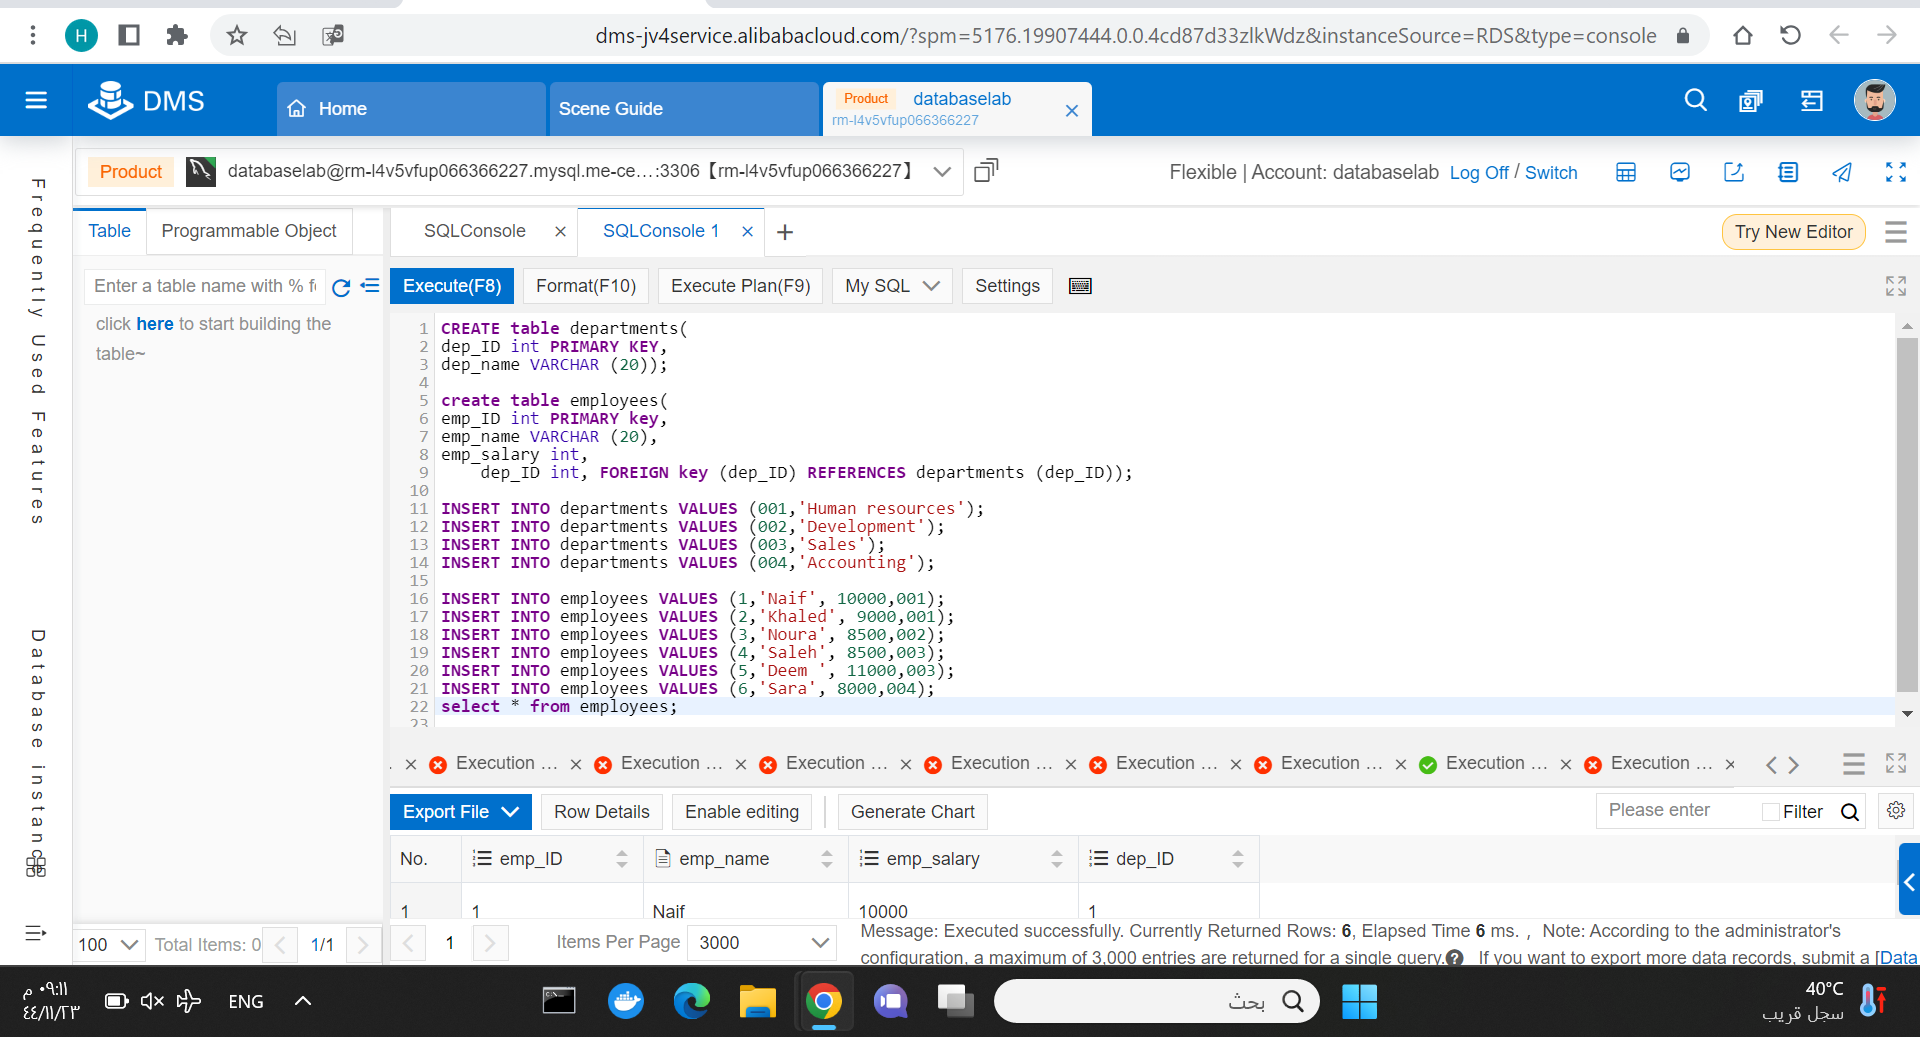 H
dms-jv4service.alibabacloud.com/?spm=5176.19907444.0.0.4cd87d33zlkWdz&instanceSource=RDS&type=console
DMS
Home
Scene Guide
Product databaselab
rm-l4v5vfup066366227
Product
databaselab@rm-l4v5vfup066366227.mysql.me-ce...:3306【rm-l4v5vfup066366227】
Flexible | Account: databaselab Log Off / Switch
Frequently Used Features
Database instanc
Table
Programmable Object
SQLConsole
SQLConsole 1
Try New Editor
Enter a table name with % f
click here to start building the
table~
Execute(F8)
Format(F10)
Execute Plan(F9)
My SQL
Settings
1 CREATE table departments(
2 dep_ID int PRIMARY KEY,
3 dep_name VARCHAR (20));
4
5 create table employees(
6 emp_ID int PRIMARY key,
7 emp_name VARCHAR (20),
8 emp_salary int,
9 dep_ID int, FOREIGN key (dep_ID) REFERENCES departments (dep_ID));
10
11 INSERT INTO departments VALUES (001,'Human resources');
12 INSERT INTO departments VALUES (002,'Development');
13 INSERT INTO departments VALUES (003,'Sales');
14 INSERT INTO departments VALUES (004,'Accounting');
15
16 INSERT INTO employees VALUES (1,'Naif', 10000,001);
17 INSERT INTO employees VALUES (2,'Khaled', 9000,001);
18 INSERT INTO employees VALUES (3,'Noura', 8500,002);
19 INSERT INTO employees VALUES (4,'Saleh', 8500,003);
20 INSERT INTO employees VALUES (5,'Deem ', 11000,003);
21 INSERT INTO employees VALUES (6,'Sara', 8000,004);
22 select * from employees;
23
Execution ... Execution ... Execution ... Execution ... Execution ... Execution ... Execution ... Execution ...
Export File
Row Details
Enable editing
Generate Chart
Please enter
Filter
No. emp_ID emp_name emp_salary dep_ID
1 1 Naif 10000 1
100
Total Items: 0
1/1
1
Items Per Page
3000
Message: Executed successfully. Currently Returned Rows: 6, Elapsed Time 6 ms. , Note: According to the administrator's
configuration, a maximum of 3,000 entries are returned for a single query. If you want to export more data records, submit a [Data
٠٩:١١ م
٤٤/١١/٢٣
ENG
بحث
40°C
سجل قريب